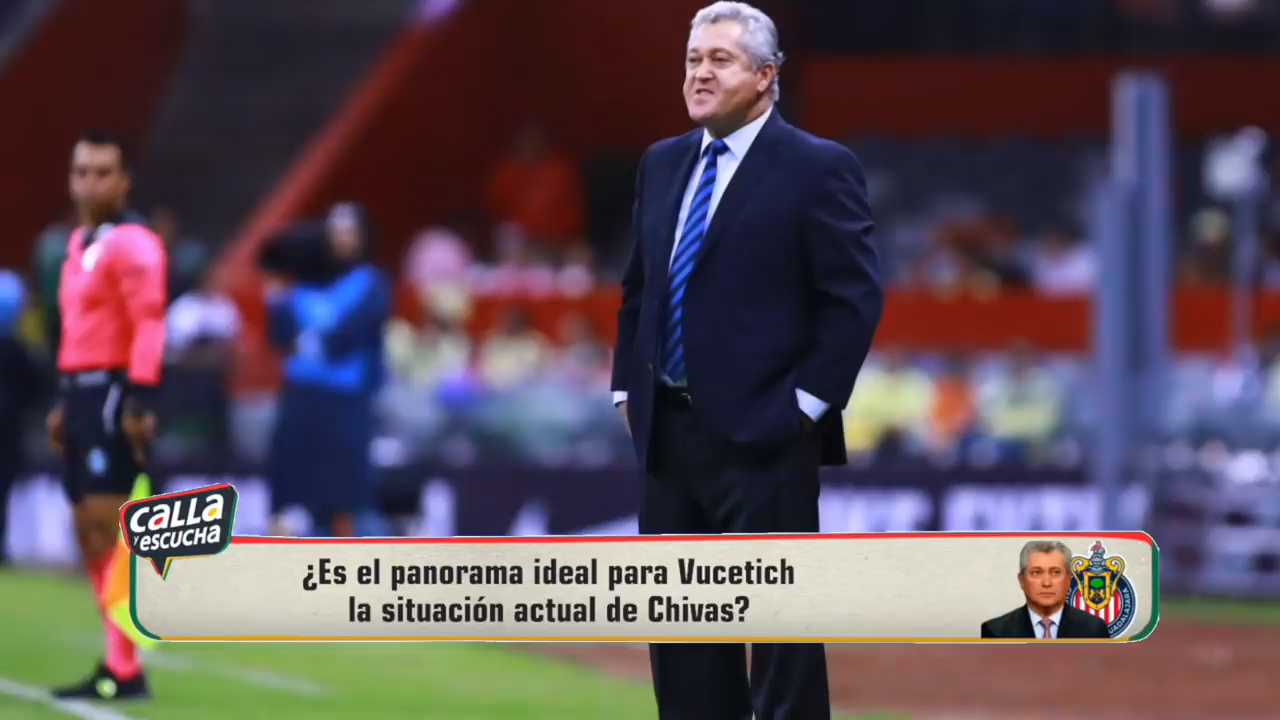 CALLA
Y ESCUCHA
¿Es el panorama ideal para Vucetich
la situación actual de Chivas?